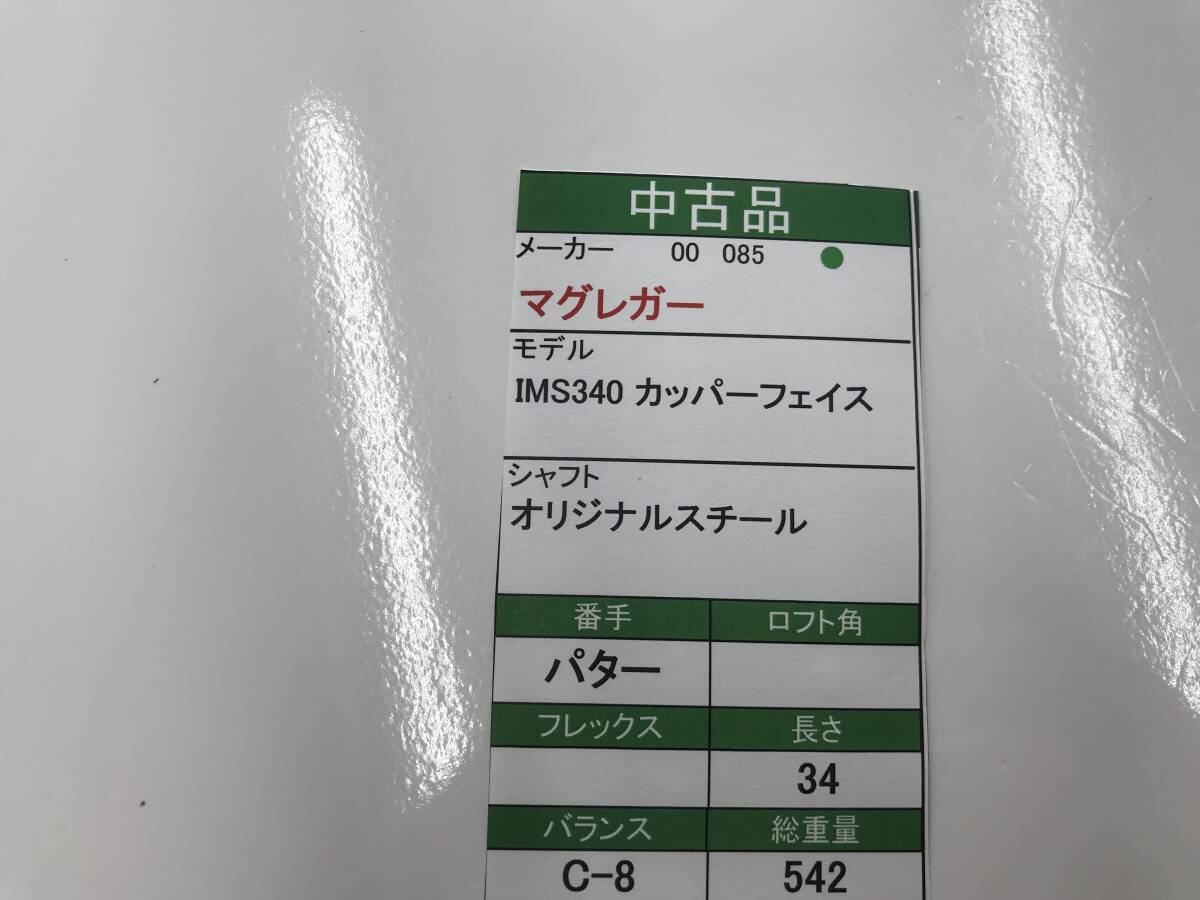 中古品
メーカー 00 085
マグレガー
モデル
IMS340 カッパーフェイス
シャフト
オリジナルスチール
番手 ロフト角
パター
フレックス 長さ
34
バランス 総重量
C-8 542